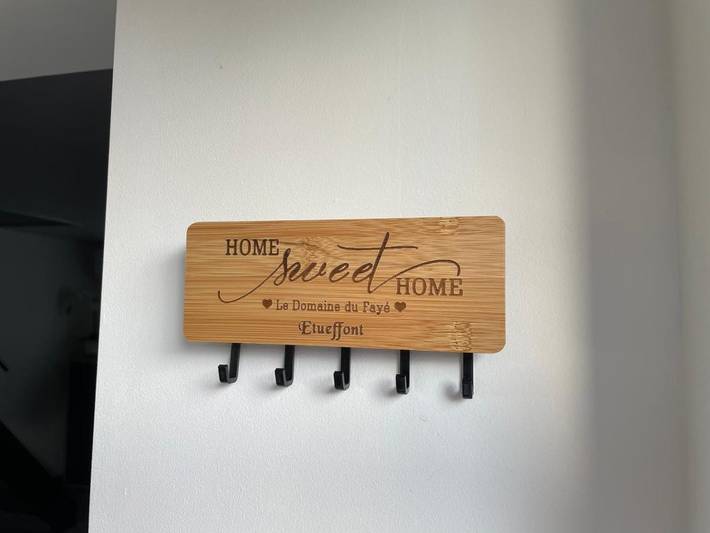 HOME sweet HOME
Le Domaine du Fayé
Etueffont